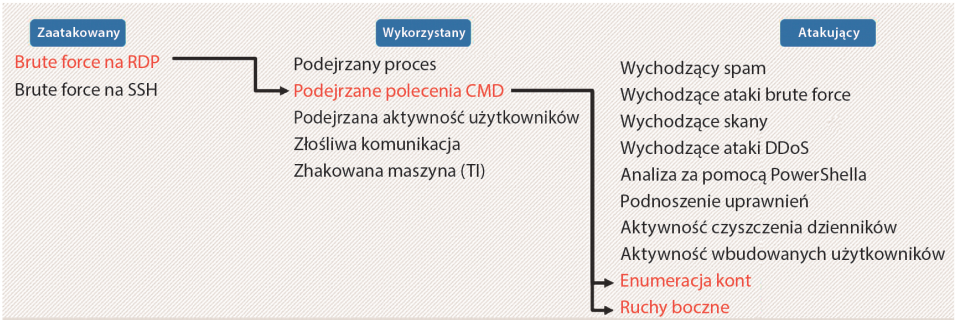 Zaatakowany
Brute force na RDP
Brute force na SSH
Wykorzystany
Podejrzany proces
Podejrzane polecenia CMD
Podejrzana aktywność użytkowników
Złośliwa komunikacja
Zhakowana maszyna (TI)
Atakujący
Wychodzący spam
Wychodzące ataki brute force
Wychodzące skany
Wychodzące ataki DDoS
Analiza za pomocą PowerShella
Podnoszenie uprawnień
Aktywność czyszczenia dzienników
Aktywność wbudowanych użytkowników
Enumeracja kont
Ruchy boczne